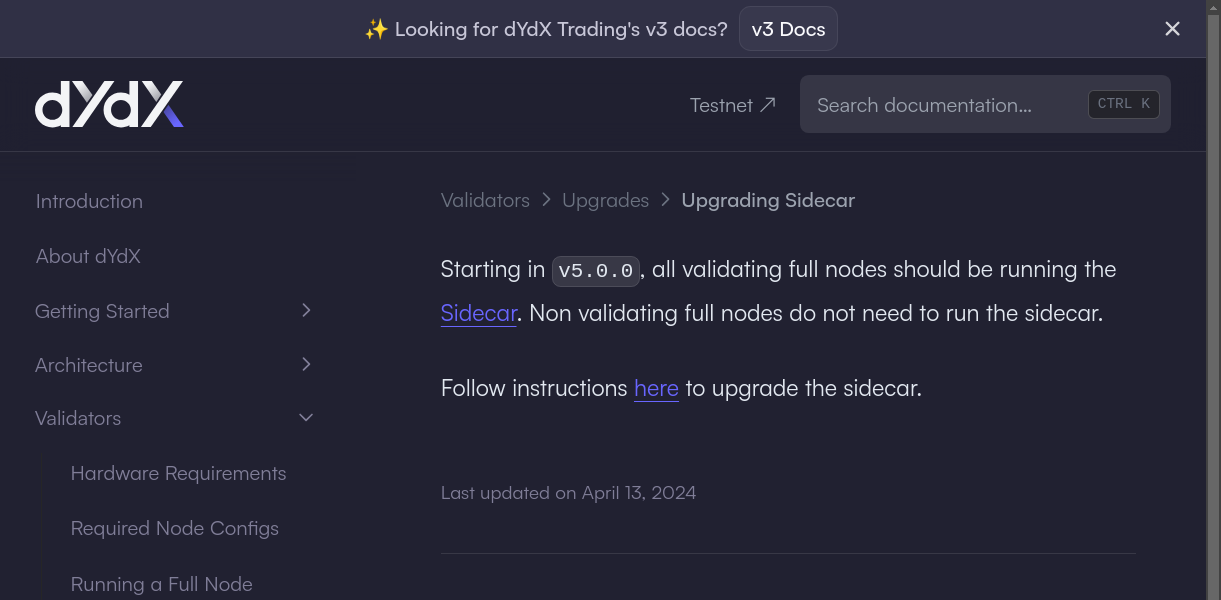 ✨ Looking for dYdX Trading's v3 docs? v3 Docs
dYdX
Testnet
Search documentation...
CTRL K
Introduction
About dYdX
Getting Started
Architecture
Validators
Hardware Requirements
Required Node Configs
Running a Full Node
Validators > Upgrades > Upgrading Sidecar
Starting in v5.0.0, all validating full nodes should be running the
Sidecar. Non validating full nodes do not need to run the sidecar.
Follow instructions here to upgrade the sidecar.
Last updated on April 13, 2024